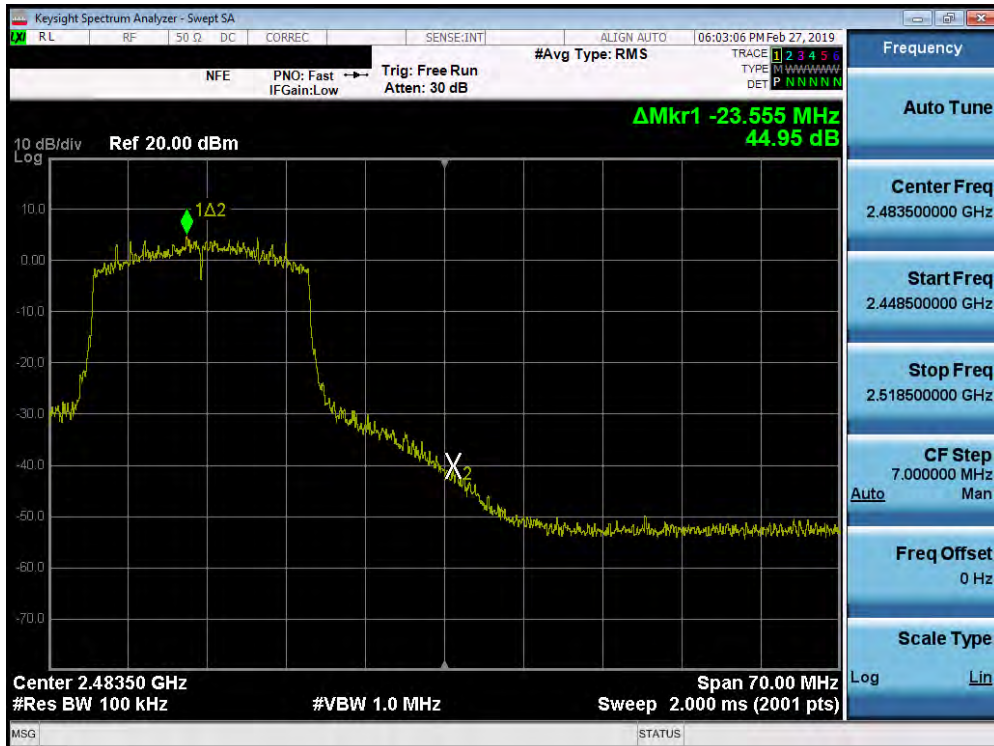 Keysight Spectrum Analyzer - Swept SA
LXI RL RF 50 Ω DC CORREC SENSE:INT ALIGN AUTO 06:03:06 PM Feb 27, 2019
NFE PNO: Fast Trig: Free Run #Avg Type: RMS TRACE 1 2 3 4 5 6
IFGain:Low Atten: 30 dB TYPE M WWWWW
DET P N N N N N
ΔMkr1 -23.555 MHz
44.95 dB
10 dB/div Ref 20.00 dBm
Log
1Δ2
10.0
0.00
-10.0
-20.0
-30.0
-40.0
X2
-50.0
-60.0
-70.0
Center 2.48350 GHz Span 70.00 MHz
#Res BW 100 kHz #VBW 1.0 MHz Sweep 2.000 ms (2001 pts)
MSG STATUS
Frequency
Auto Tune
Center Freq
2.483500000 GHz
Start Freq
2.448500000 GHz
Stop Freq
2.518500000 GHz
CF Step
7.000000 MHz
Auto Man
Freq Offset
0 Hz
Scale Type
Log Lin